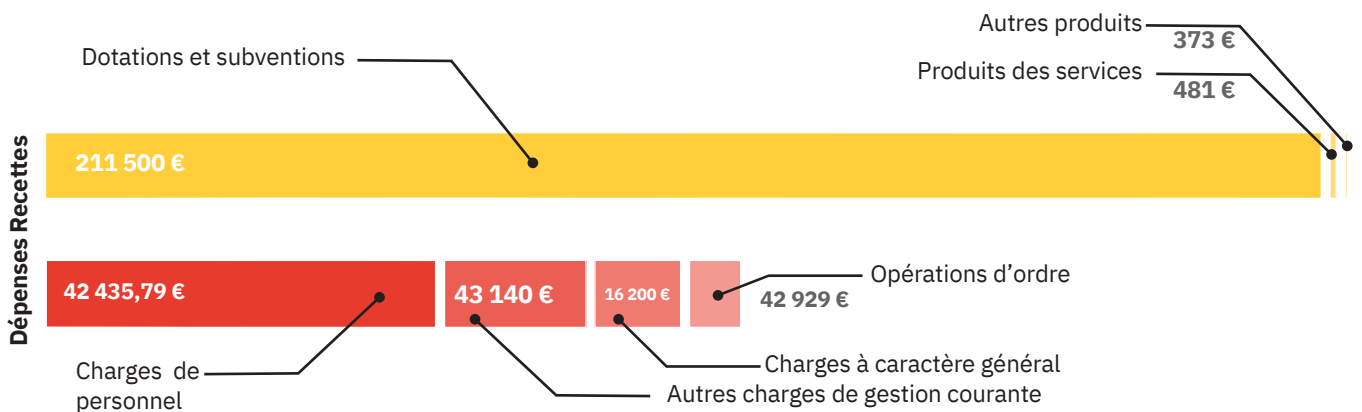 Autres produits
373 €
Dotations et subventions
Produits des services
481 €
Dépenses Recettes
211 500 €
42 435,79 €
43 140 €
16 200 €
42 929 €
Opérations d’ordre
Charges de
personnel
Charges à caractère général
Autres charges de gestion courante